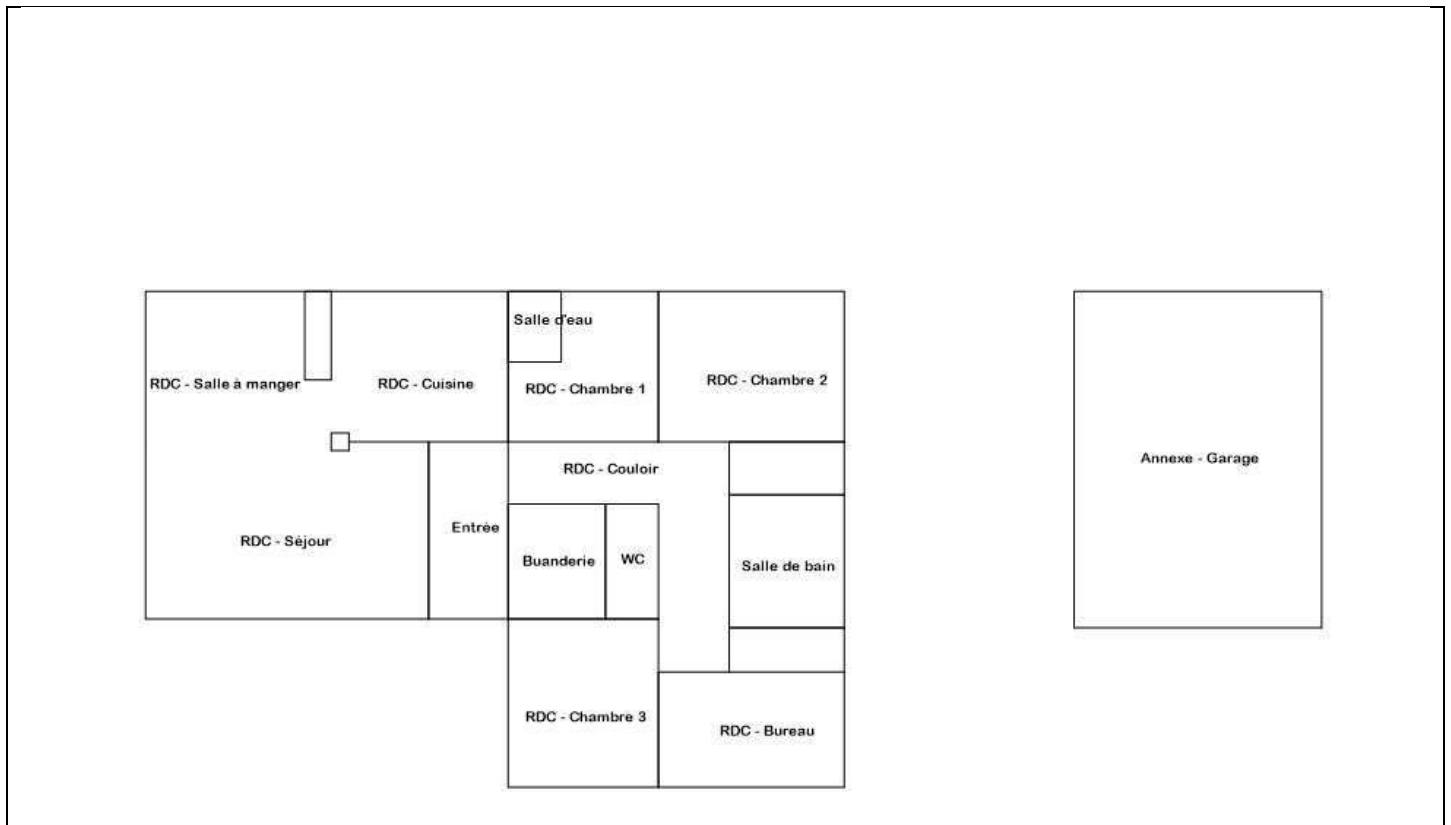 Salle d'eau
RDC - Salle à manger
RDC - Cuisine
RDC - Chambre 1
RDC - Chambre 2
RDC - Couloir
Annexe - Garage
RDC - Séjour
Entrée
Buanderie
WC
Salle de bain
RDC - Chambre 3
RDC - Bureau